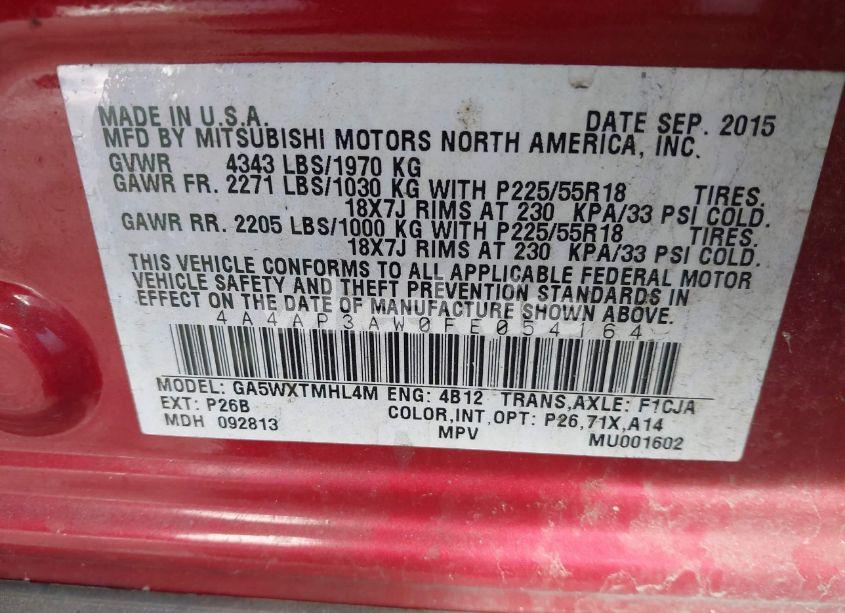 MADE IN U.S.A. DATE SEP. 2015
MFD BY MITSUBISHI MOTORS NORTH AMERICA, INC.
GVWR 4343 LBS/1970 KG
GAWR FR. 2271 LBS/1030 KG WITH P225/55R18 TIRES.
18X7J RIMS AT 230 KPA/33 PSI COLD.
GAWR RR. 2205 LBS/1000 KG WITH P225/55R18 TIRES.
18X7J RIMS AT 230 KPA/33 PSI COLD.
THIS VEHICLE CONFORMS TO ALL APPLICABLE FEDERAL MOTOR
VEHICLE SAFETY AND THEFT PREVENTION STANDARDS IN
EFFECT ON THE DATE OF MANUFACTURE SHOWN ABOVE.
4A4AP3AW0FE054164
MODEL: GA5WXTMHL4M ENG: 4B12 TRANS,AXLE: F1CJA
EXT: P26B COLOR,INT,OPT: P26,71X,A14
MDH 092813 MPV MU001602